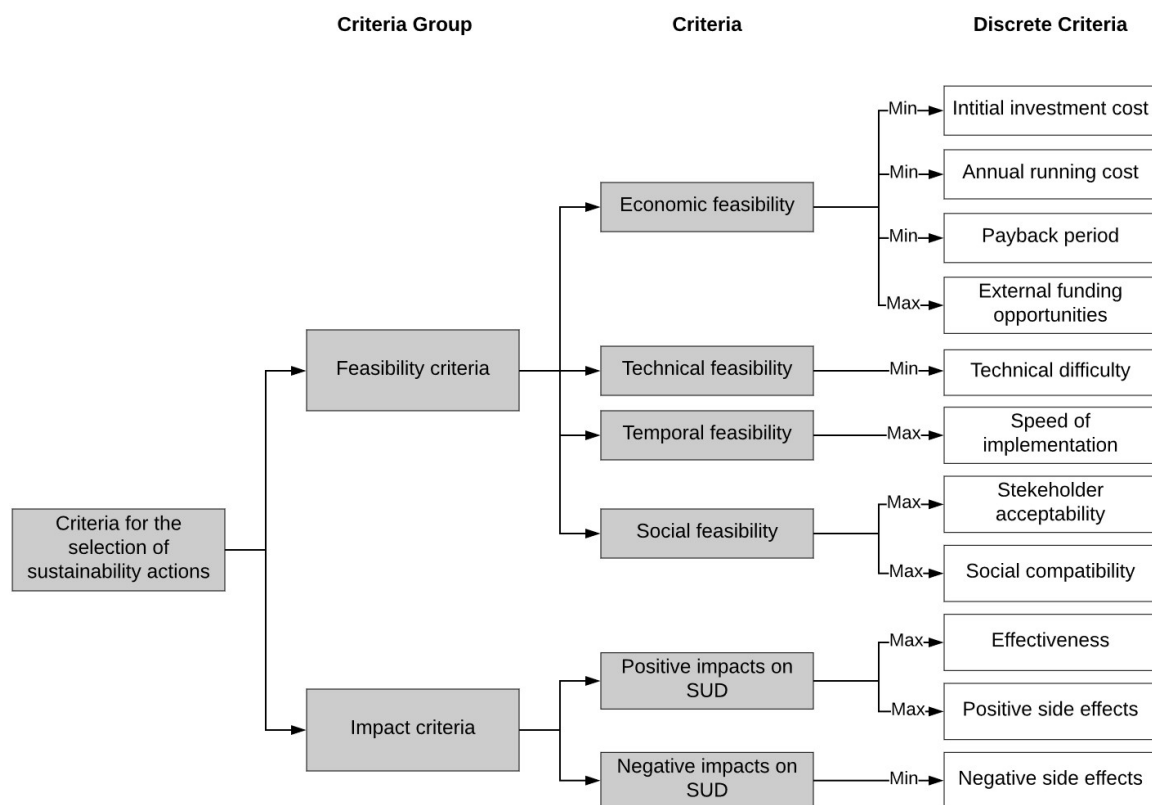 Criteria Group
Criteria
Discrete Criteria
Min
Intitial investment cost
Min
Annual running cost
Economic feasibility
Min
Payback period
Max
External funding
opportunities
Feasibility criteria
Technical feasibility
Min
Technical difficulty
Temporal feasibility
Max
Speed of
implementation
Criteria for the
selection of
sustainability actions
Social feasibility
Max
Stekeholder
acceptability
Max
Social compatibility
Impact criteria
Positive impacts on
SUD
Max
Effectiveness
Max
Positive side effects
Negative impacts on
SUD
Min
Negative side effects